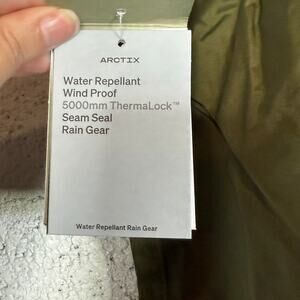 ARCTIX
Water Repellant
Wind Proof
5000mm ThermaLock™
Seam Seal
Rain Gear
Water Repellant Rain Gear